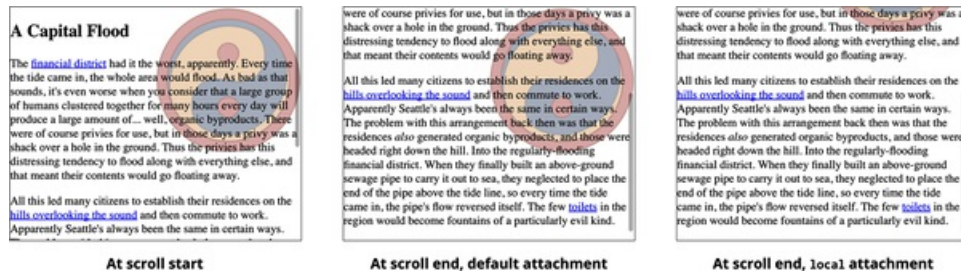 A Capital Flood
The financial district had it the worst, apparently. Every time
the tide came in, the whole area would flood. As bad as that
sounds, it's even worse when you consider that a large group
of humans clustered together for many hours every day will
produce a large amount of... well, organic byproducts. There
were of course privies for use, but in those days a privy was a
shack over a hole in the ground. Thus the privies has this
distressing tendency to flood along with everything else, and
that meant their contents would go floating away.
All this led many citizens to establish their residences on the
hills overlooking the sound and then commute to work.
Apparently Seattle's always been the same in certain ways.
At scroll start
were of course privies for use, but in those days a privy was a
shack over a hole in the ground. Thus the privies has this
distressing tendency to flood along with everything else, and
that meant their contents would go floating away.
All this led many citizens to establish their residences on the
hills overlooking the sound and then commute to work.
Apparently Seattle's always been the same in certain ways.
The problem with this arrangement back then was that the
residences also generated organic byproducts, and those were
headed right down the hill. Into the regularly-flooding
financial district. When they finally built an above-ground
sewage pipe to carry it out to sea, they neglected to place the
end of the pipe above the tide line, so every time the tide
came in, the pipe's flow reversed itself. The few toilets in the
region would become fountains of a particularly evil kind.
At scroll end, default attachment
were of course privies for use, but in those days a privy was a
shack over a hole in the ground. Thus the privies has this
distressing tendency to flood along with everything else, and
that meant their contents would go floating away.
All this led many citizens to establish their residences on the
hills overlooking the sound and then commute to work.
Apparently Seattle's always been the same in certain ways.
The problem with this arrangement back then was that the
residences also generated organic byproducts, and those were
headed right down the hill. Into the regularly-flooding
financial district. When they finally built an above-ground
sewage pipe to carry it out to sea, they neglected to place the
end of the pipe above the tide line, so every time the tide
came in, the pipe's flow reversed itself. The few toilets in the
region would become fountains of a particularly evil kind.
At scroll end, local attachment